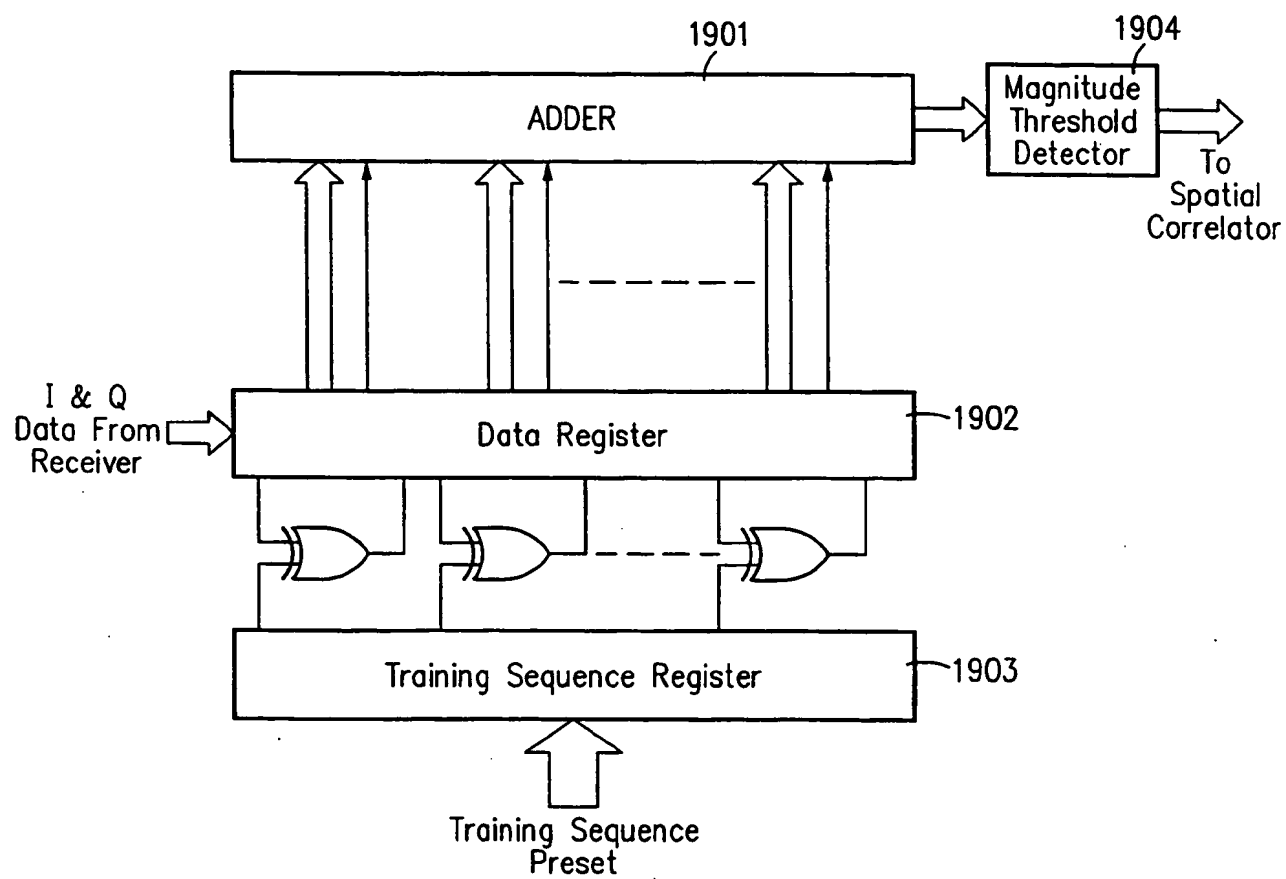 1901
1904
ADDER
Magnitude
Threshold
Detector
To
Spatial
Correlator
I & Q
Data From
Receiver
Data Register
1902
Training Sequence Register
1903
Training Sequence
Preset